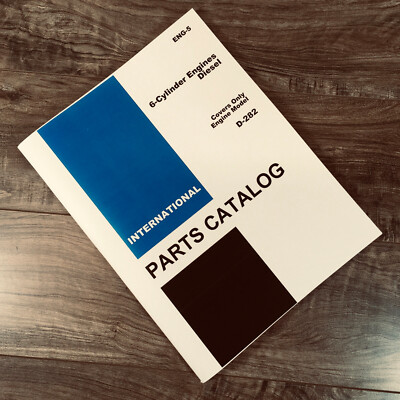 ENG-5
6-Cylinder Engines
Diesel
Covers Only
Engine Model
D-282
INTERNATIONAL
PARTS CATALOG